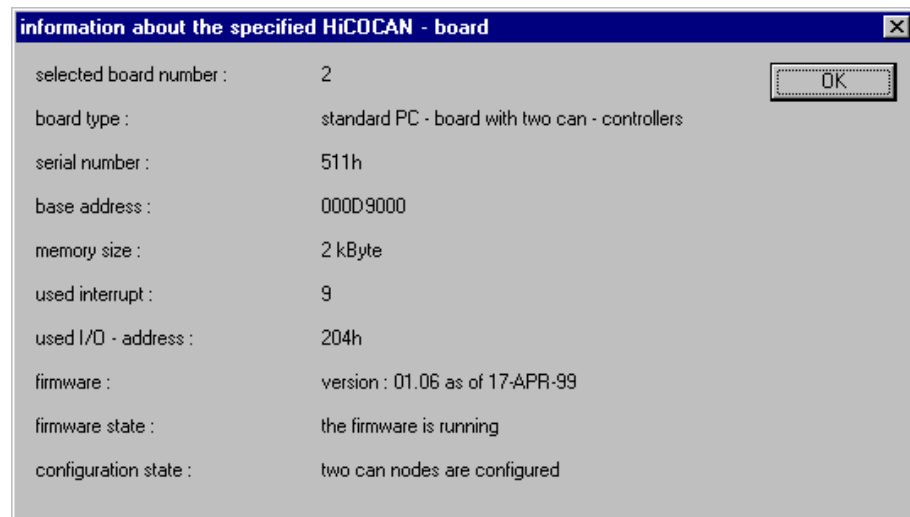 information about the specified HiCOCAN - board
selected board number : 2
OK
board type : standard PC - board with two can - controllers
serial number : 511h
base address : 000D9000
memory size : 2 kByte
used interrupt : 9
used I/O - address : 204h
firmware : version : 01.06 as of 17-APR-99
firmware state : the firmware is running
configuration state : two can nodes are configured